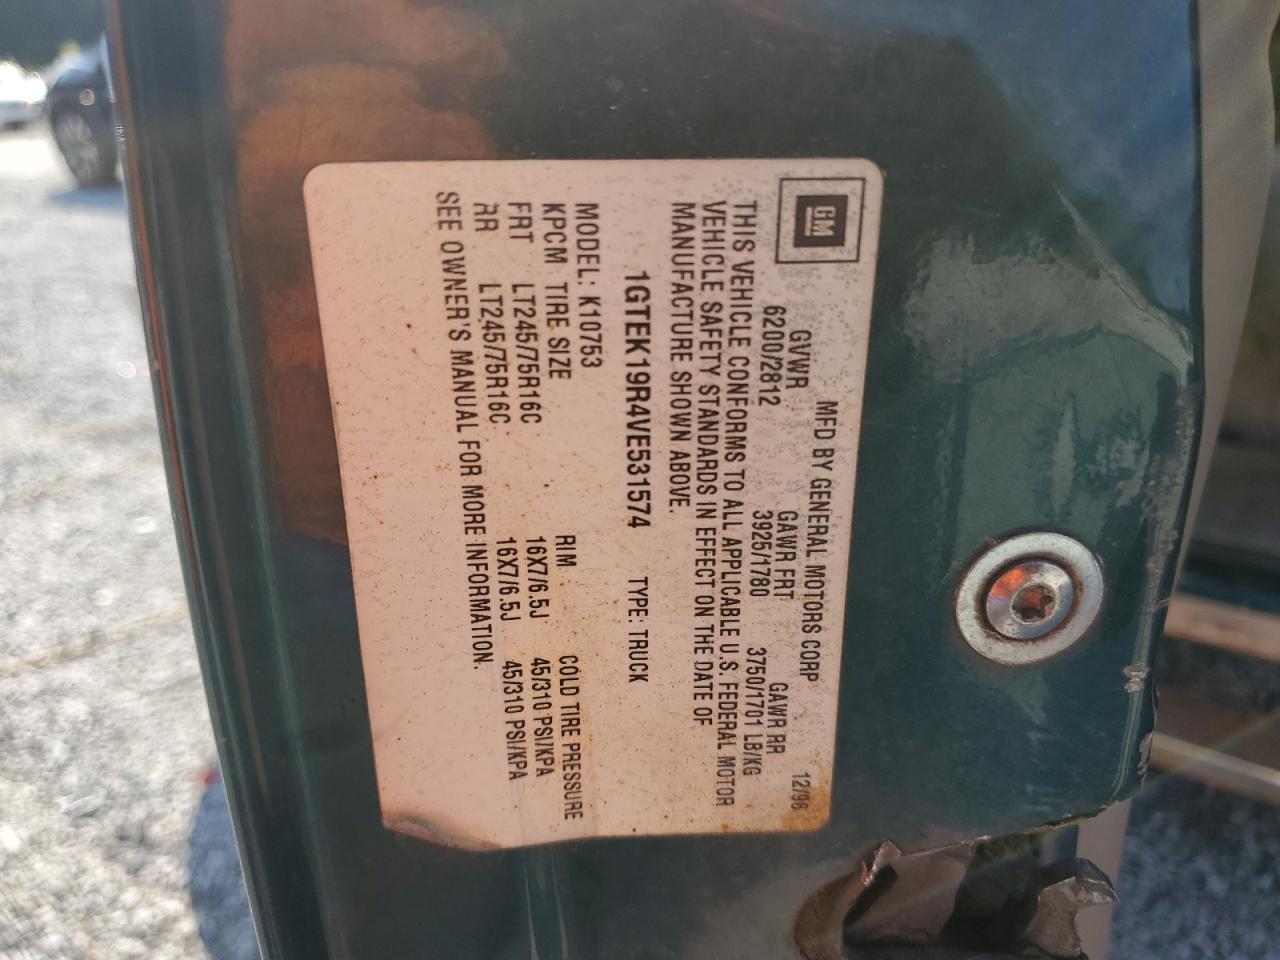 GM
MFD BY GENERAL MOTORS CORP 12/96
GVWR GAWR FRT GAWR RR
6200/2812 3925/1780 3750/1701 LB/KG
THIS VEHICLE CONFORMS TO ALL APPLICABLE U.S. FEDERAL MOTOR
VEHICLE SAFETY STANDARDS IN EFFECT ON THE DATE OF
MANUFACTURE SHOWN ABOVE.
1GTEK19R4VE531574 TYPE: TRUCK
MODEL: K10753
KPCM TIRE SIZE RIM COLD TIRE PRESSURE
FRT LT245/75R16C 16X7/6.5J 45/310 PSI/KPA
RR LT245/75R16C 16X7/6.5J 45/310 PSI/KPA
SEE OWNER'S MANUAL FOR MORE INFORMATION.